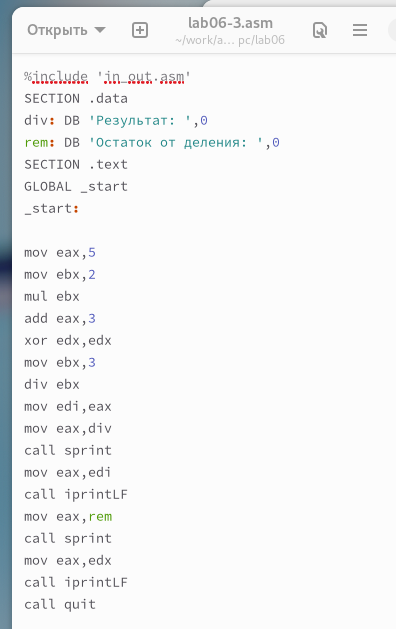 Открыть
lab06-3.asm
~/work/a... pc/lab06
%include 'in_out.asm'
SECTION .data
div: DB 'Результат: ',0
rem: DB 'Остаток от деления: ',0
SECTION .text
GLOBAL _start
_start:
mov eax,5
mov ebx,2
mul ebx
add eax,3
xor edx,edx
mov ebx,3
div ebx
mov edi,eax
mov eax,div
call sprint
mov eax,edi
call iprintLF
mov eax,rem
call sprint
mov eax,edx
call iprintLF
call quit